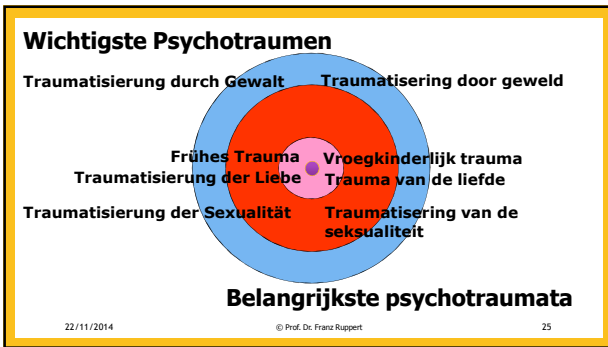 Wichtigste Psychotraumen
Traumatisierung durch Gewalt
Traumatisering door geweld
Frühes Trauma
Vroegkinderlijk trauma
Traumatisierung der Liebe
Trauma van de liefde
Traumatisierung der Sexualität
Traumatisering van de
seksualiteit
Belangrijkste psychotraumata
22/11/2014
© Prof. Dr. Franz Ruppert
25